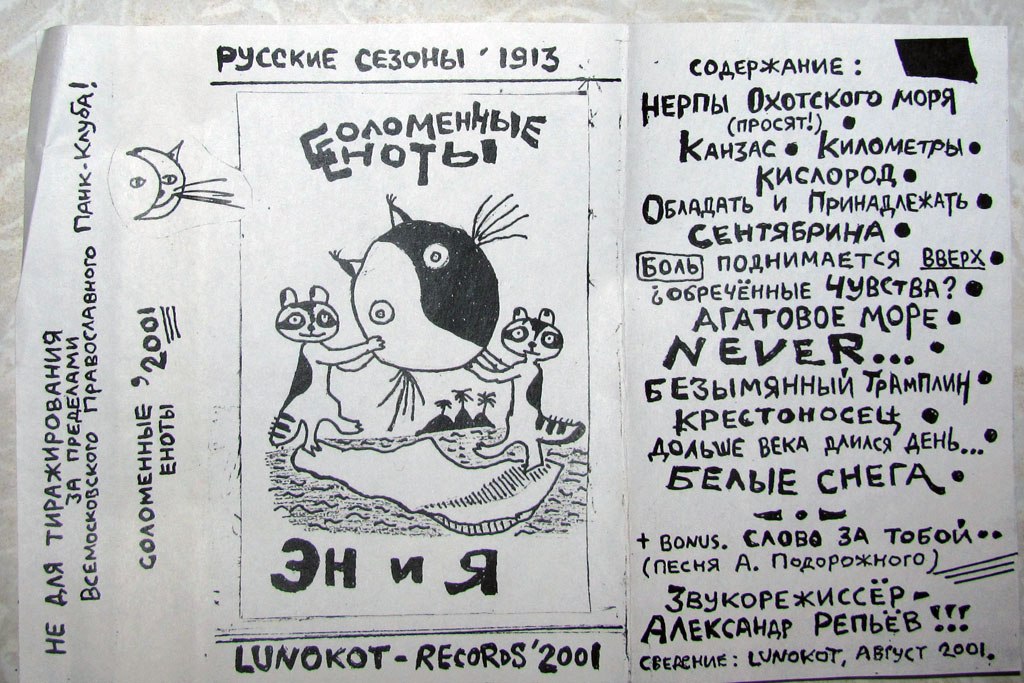 НЕ ДЛЯ ТИРАЖИРОВАНИЯ
ЗА ПРЕДЕЛАМИ
ВСЕМОСКОВСКОГО ПРАВОСЛАВНОГО ПАНК-КЛУБА!
СОЛОМЕННЫЕ '2001
ЕНОТЫ
РУССКИЕ СЕЗОНЫ '1913
СОЛОМЕННЫЕ
ЕНОТЫ
ЭН И Я
LUNOKOT-RECORDS'2001
СОДЕРЖАНИЕ:
НЕРПЫ ОХОТСКОГО МОРЯ
(ПРОСЯТ!) •
КАНЗАС • КИЛОМЕТРЫ •
КИСЛОРОД •
ОБЛАДАТЬ И ПРИНАДЛЕЖАТЬ •
СЕНТЯБРИНА •
БОЛЬ ПОДНИМАЕТСЯ ВВЕРХ •
¿ОБРЕЧЁННЫЕ ЧУВСТВА? •
АГАТОВОЕ МОРЕ •
NEVER... •
БЕЗЫМЯННЫЙ ТРАМПЛИН •
КРЕСТОНОСЕЦ •
ДОЛЬШЕ ВЕКА ДЛИЛСЯ ДЕНЬ... •
БЕЛЫЕ СНЕГА •
+ BONUS. СЛОВО ЗА ТОБОЙ ••
(ПЕСНЯ А. ПОДОРОЖНОГО)
ЗВУКОРЕЖИССЁР -
АЛЕКСАНДР РЕПЬЁВ!!!
СВЕДЕНИЕ: LUNOKOT, АВГУСТ 2001.